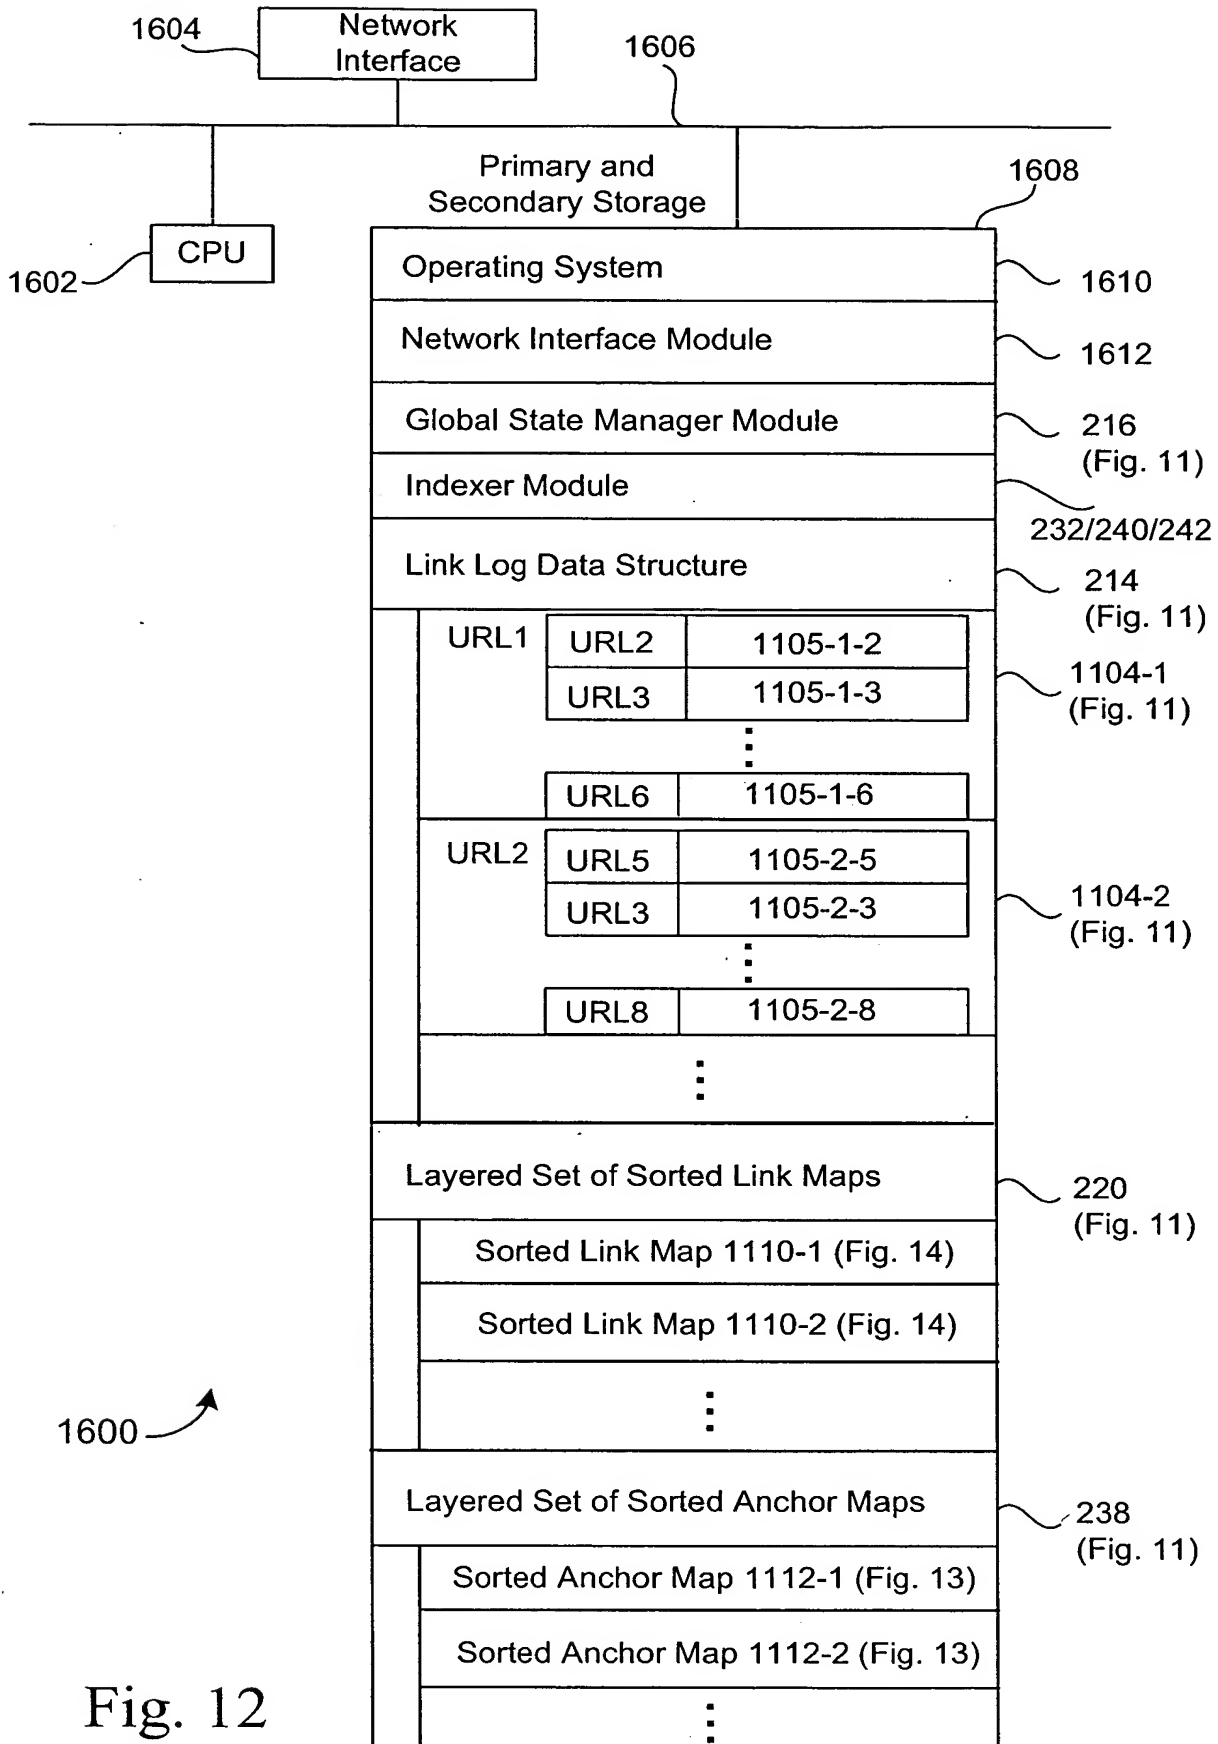 1604
Network
Interface
1606
Primary and
Secondary Storage
1608
CPU
1602
Operating System
1610
Network Interface Module
1612
Global State Manager Module
216
(Fig. 11)
Indexer Module
232/240/242
Link Log Data Structure
214
(Fig. 11)
URL1
URL2
1105-1-2
URL3
1105-1-3
1104-1
(Fig. 11)
URL6
1105-1-6
URL2
URL5
1105-2-5
URL3
1105-2-3
1104-2
(Fig. 11)
URL8
1105-2-8
Layered Set of Sorted Link Maps
220
(Fig. 11)
Sorted Link Map 1110-1 (Fig. 14)
Sorted Link Map 1110-2 (Fig. 14)
1600
Layered Set of Sorted Anchor Maps
238
(Fig. 11)
Sorted Anchor Map 1112-1 (Fig. 13)
Sorted Anchor Map 1112-2 (Fig. 13)
Fig. 12